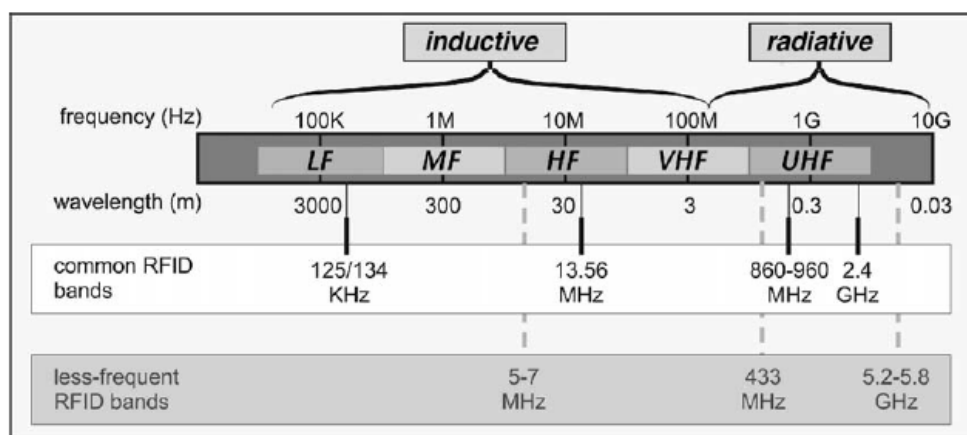 inductive radiative
frequency (Hz) 100K 1M 10M 100M 1G 10G
LF MF HF VHF UHF
wavelength (m) 3000 300 30 3 0.3 0.03
common RFID 125/134 13.56 860-960 2.4
bands KHz MHz MHz GHz
less-frequent 5-7 433 5.2-5.8
RFID bands MHz MHz GHz